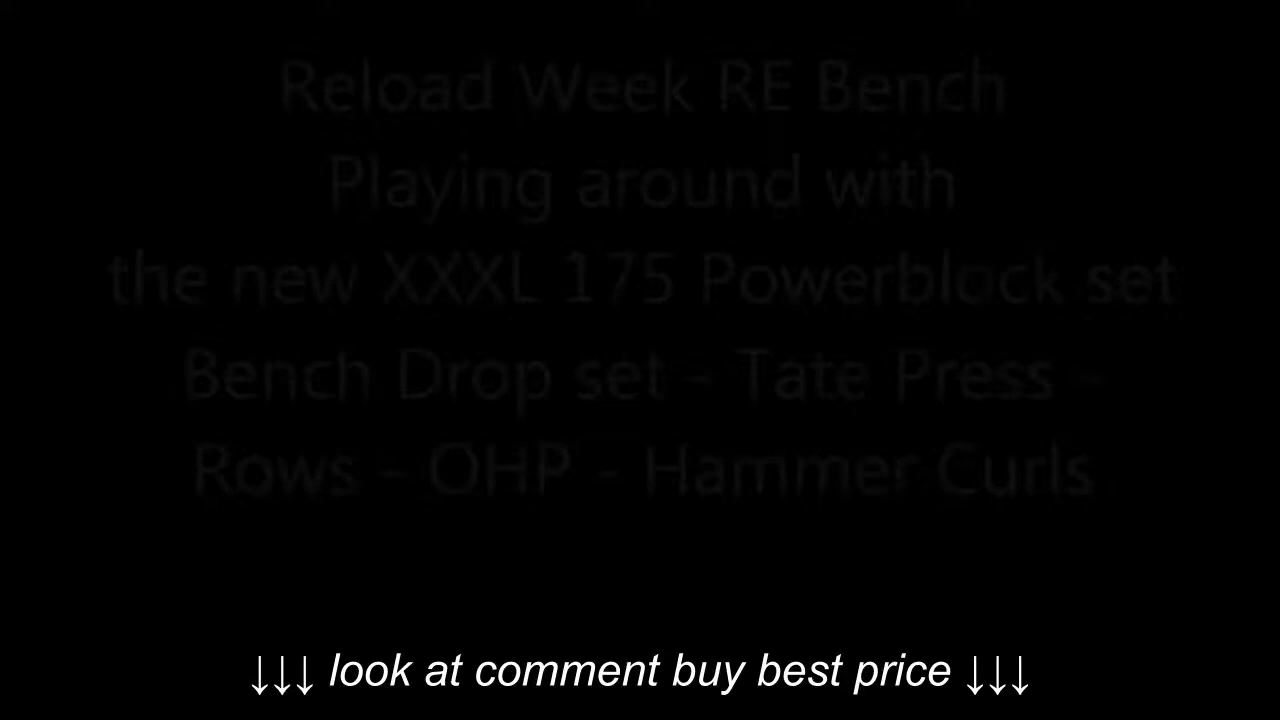 Reload Week RE Bench
Playing around with
the new XXXL 175 Powerblock set
Bench Drop set - Tate Press -
Rows - OHP - Hammer Curls
↓↓↓ look at comment buy best price ↓↓↓